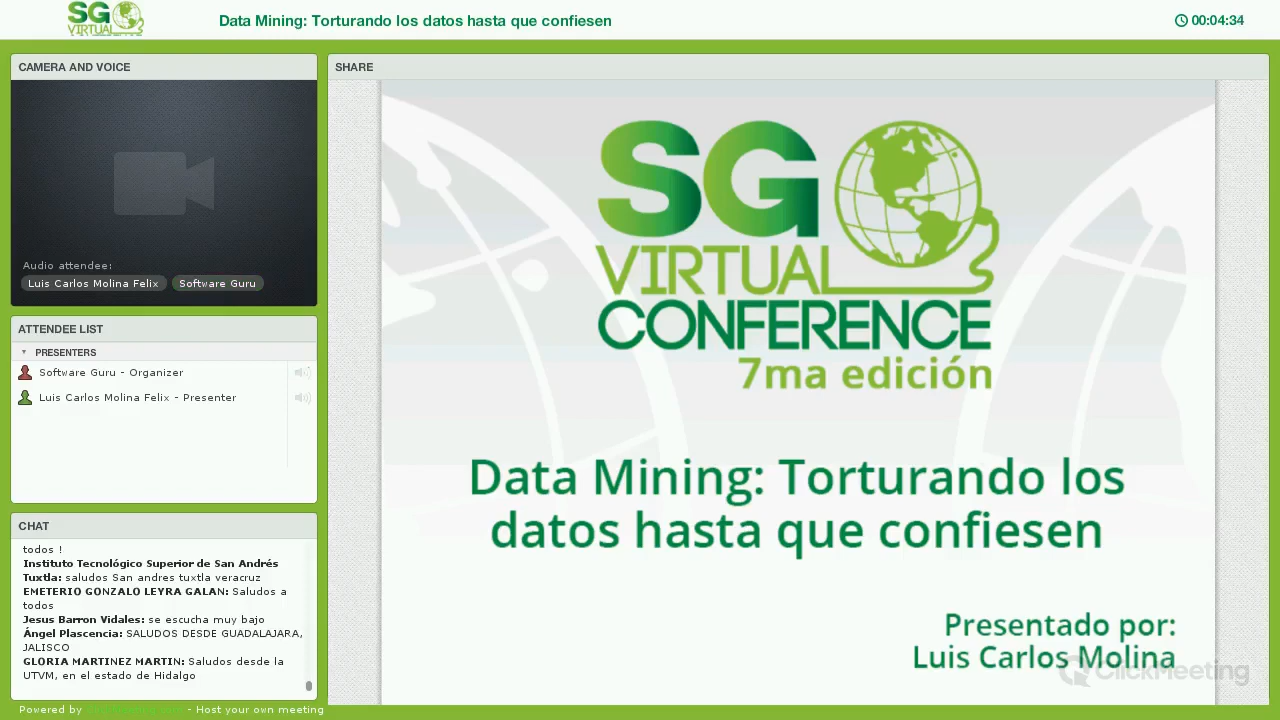 SG
VIRTUAL
Data Mining: Torturando los datos hasta que confiesen
00:04:34
CAMERA AND VOICE
Audio attendee:
Luis Carlos Molina Felix
Software Guru
ATTENDEE LIST
PRESENTERS
Software Guru - Organizer
Luis Carlos Molina Felix - Presenter
CHAT
todos !
Instituto Tecnológico Superior de San Andrés
Tuxtla: saludos San andres tuxtla veracruz
EMETERIO GONZALO LEYRA GALAN: Saludos a
todos
Jesus Barron Vidales: se escucha muy bajo
Ángel Plascencia: SALUDOS DESDE GUADALAJARA,
JALISCO
GLORIA MARTINEZ MARTIN: Saludos desde la
UTVM, en el estado de Hidalgo
Powered by - Host your own meeting
SHARE
SG
VIRTUAL
CONFERENCE
7ma edición
Data Mining: Torturando los
datos hasta que confiesen
Presentado por:
Luis Carlos Molina
ClickMeeting